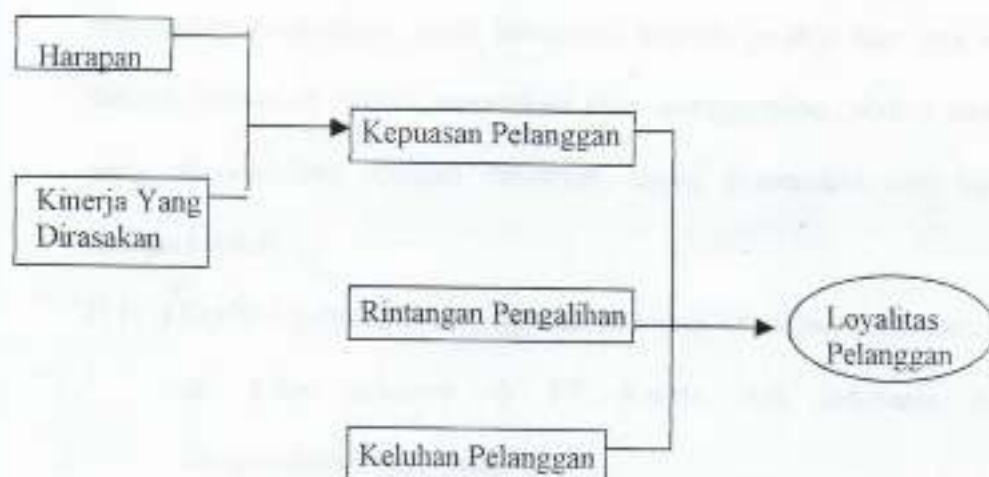 Harapan
Kepuasan Pelanggan
Kinerja Yang
Dirasakan
Rintangan Pengalihan
Loyalitas
Pelanggan
Keluhan Pelanggan